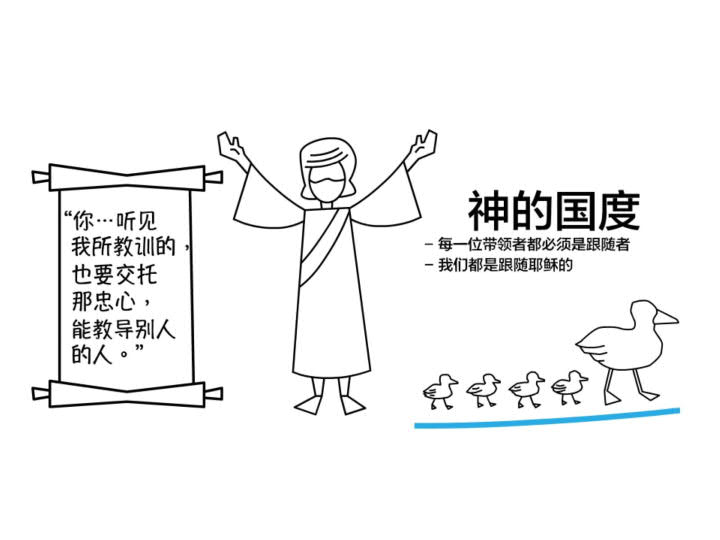 “你…听见
我所教训的，
也要交托
那忠心，
能教导别人
的人。”
神的国度
– 每一位带领者都必须是跟随者
– 我们都是跟随耶稣的